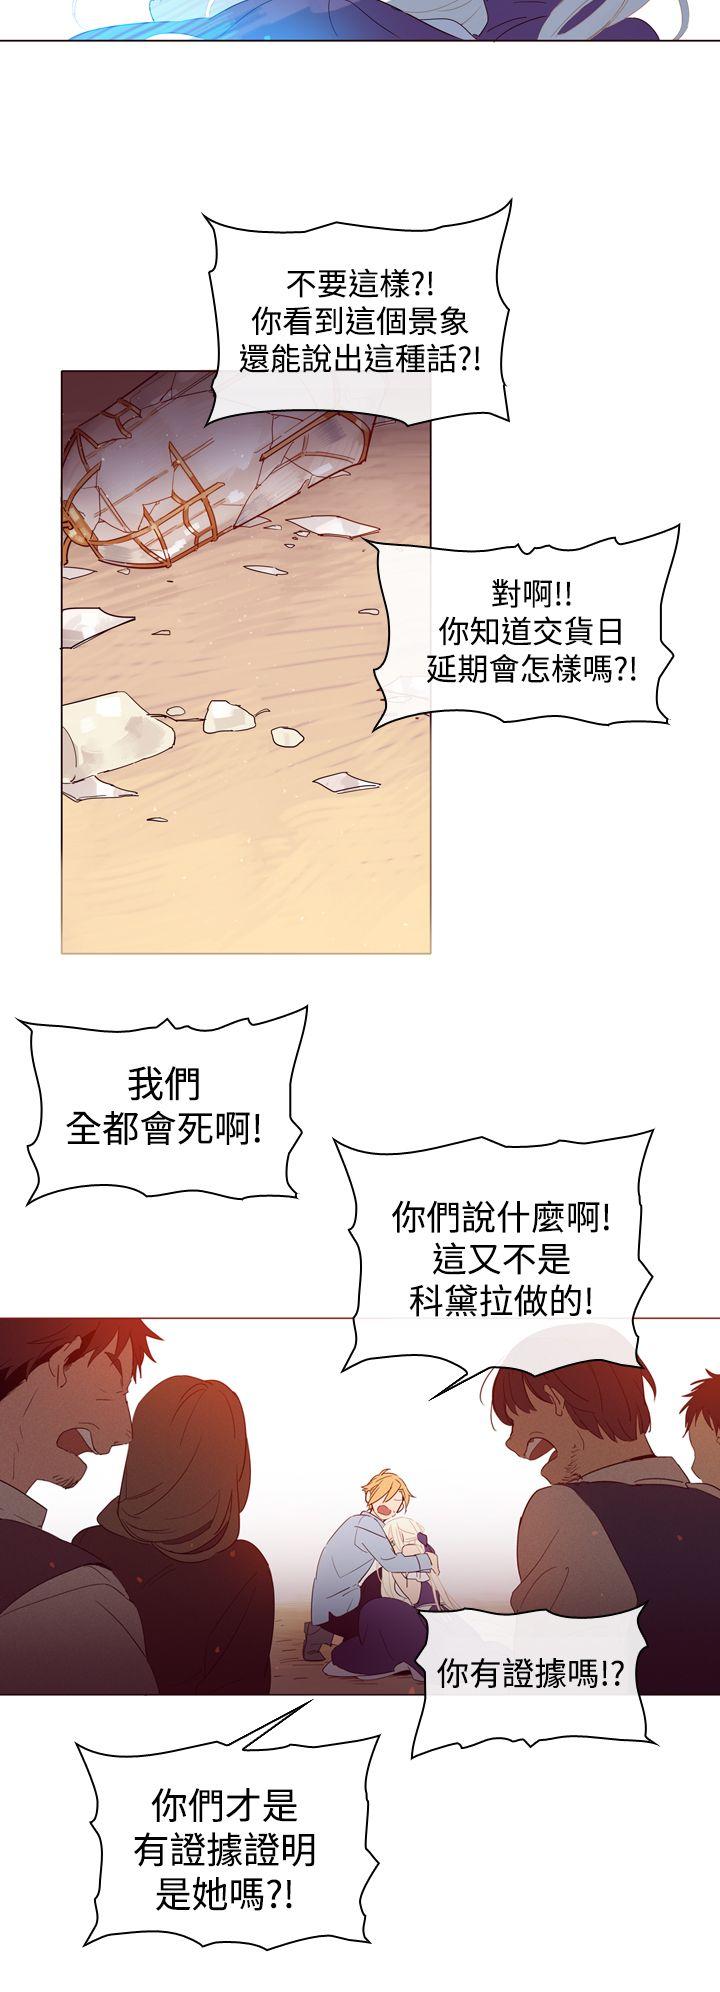 不要這樣?!
你看到這個景象
還能說出這種話?!
對啊!!
你知道交貨日
延期會怎樣嗎?!
我們
全都會死啊!
你們說什麼啊!
這又不是
科黛拉做的!
你有證據嗎!?
你們才是
有證據證明
是她嗎?!